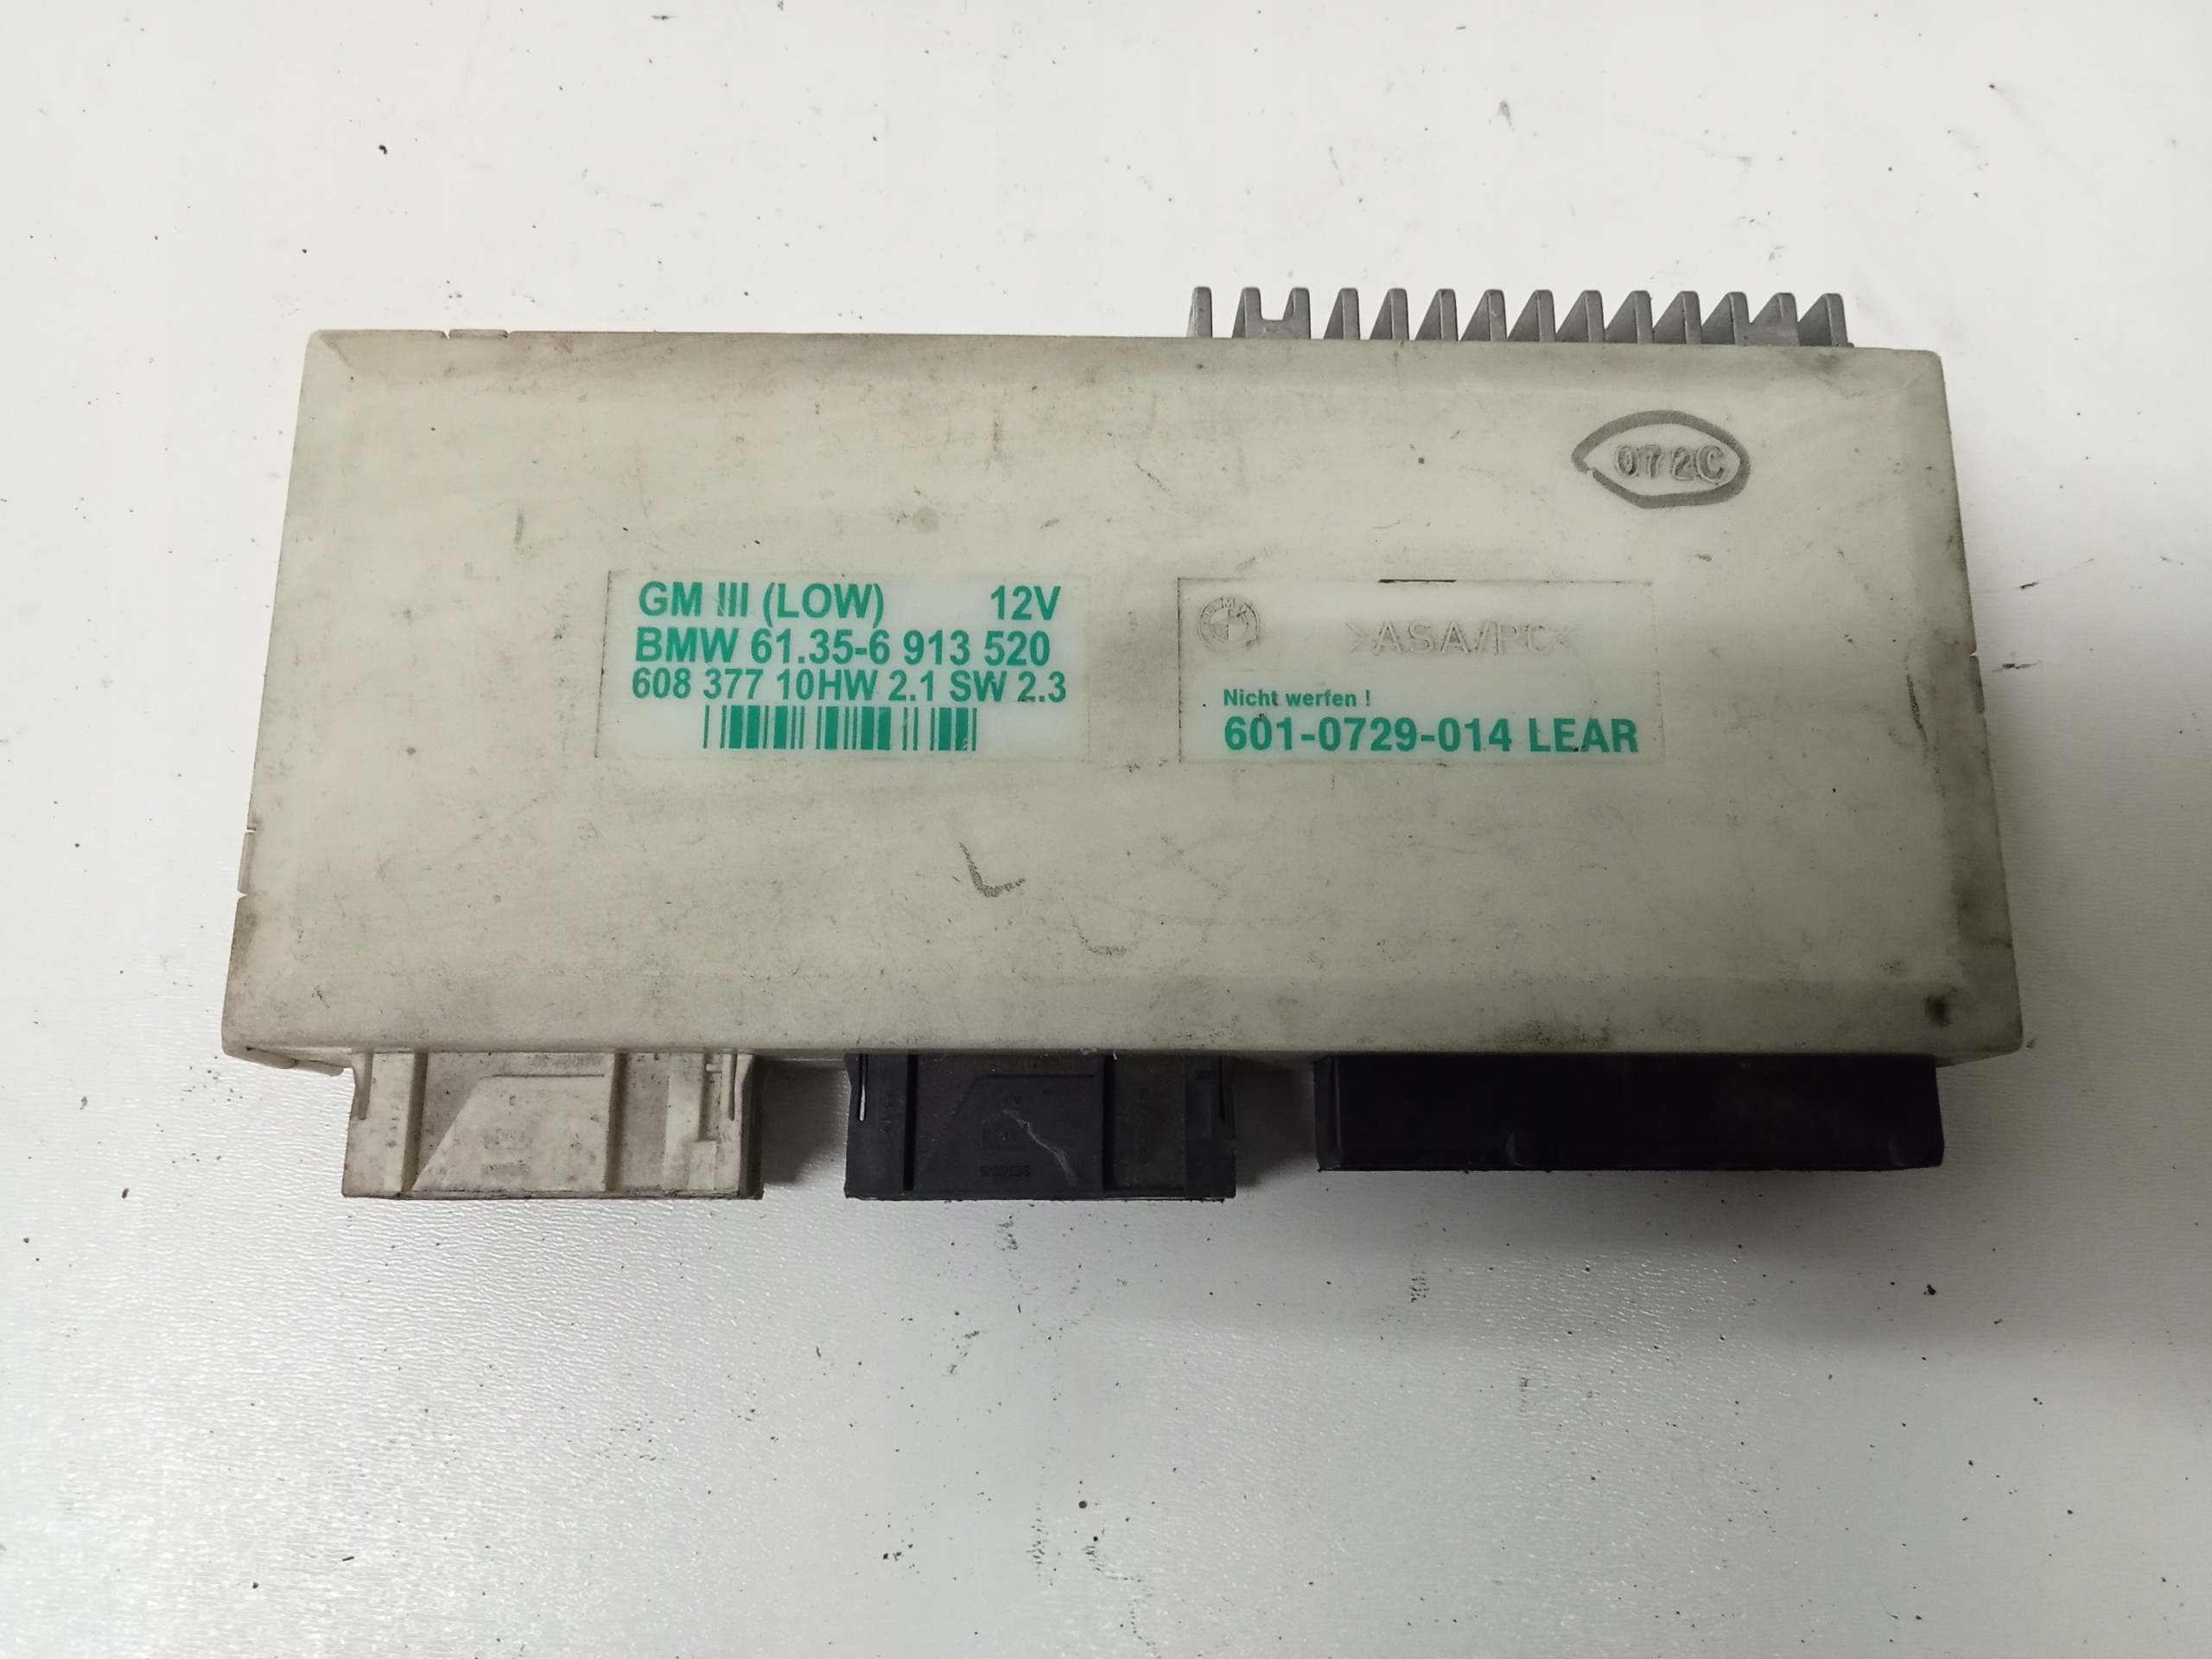 072C
GM III (LOW) 12V
BMW 61.35-6 913 520
608 377 10HW 2.1 SW 2.3
BMW
>ASA/PC<
Nicht werfen !
601-0729-014 LEAR